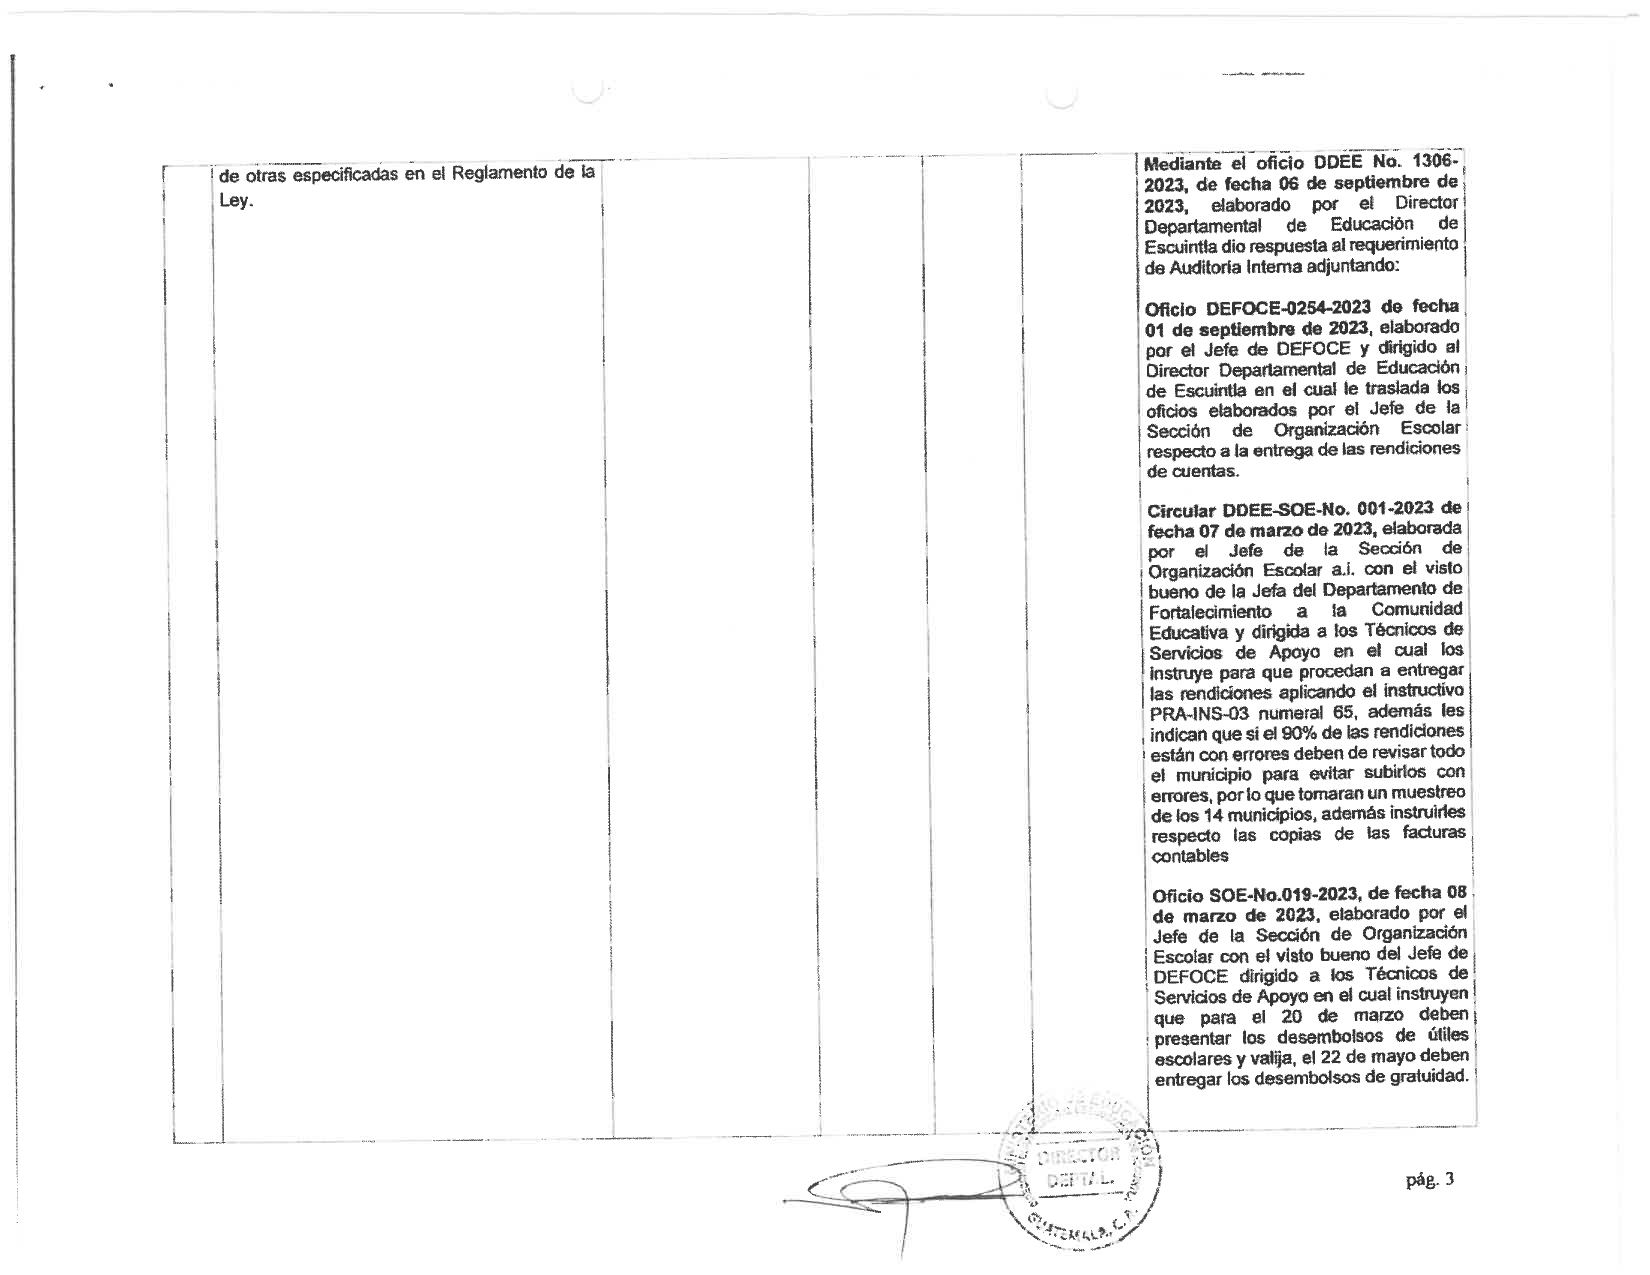 de otras especificadas en el Reglamento de la
Ley.
Mediante el oficio DDEE No. 1306-
2023, de fecha 06 de septiembre de
2023, elaborado por el Director
Departamental de Educación de
Escuintla dio respuesta al requerimiento
de Auditoria Interna adjuntando:
Oficio DEFOCE-0254-2023 de fecha
01 de septiembre de 2023, elaborado
por el Jefe de DEFOCE y dirigido al
Director Departamental de Educación
de Escuintla en el cual le traslada los
oficios elaborados por el Jefe de la
Sección de Organización Escolar
respecto a la entrega de las rendiciones
de cuentas.
Circular DDEE-SOE-No. 001-2023 de
fecha 07 de marzo de 2023, elaborada
por el Jefe de la Sección de
Organización Escolar a.i. con el visto
bueno de la Jefa del Departamento de
Fortalecimiento a la Comunidad
Educativa y dirigida a los Técnicos de
Servicios de Apoyo en el cual los
instruye para que procedan a entregar
las rendiciones aplicando el instructivo
PRA-INS-03 numeral 65, además les
indican que si el 90% de las rendiciones
están con errores deben de revisar todo
el municipio para evitar subirlos con
errores, por lo que tomaran un muestreo
de los 14 municipios, además instruirles
respecto las copias de las facturas
contables
Oficio SOE-No.019-2023, de fecha 08
de marzo de 2023, elaborado por el
Jefe de la Sección de Organización
Escolar con el visto bueno del Jefe de
DEFOCE dirigido a los Técnicos de
Servicios de Apoyo en el cual instruyen
que para el 20 de marzo deben
presentar los desembolsos de útiles
escolares y valija, el 22 de mayo deben
entregar los desembolsos de gratuidad.
DIRECTOR
DEPTAL.
GUATEMALA, C.A.
pág. 3